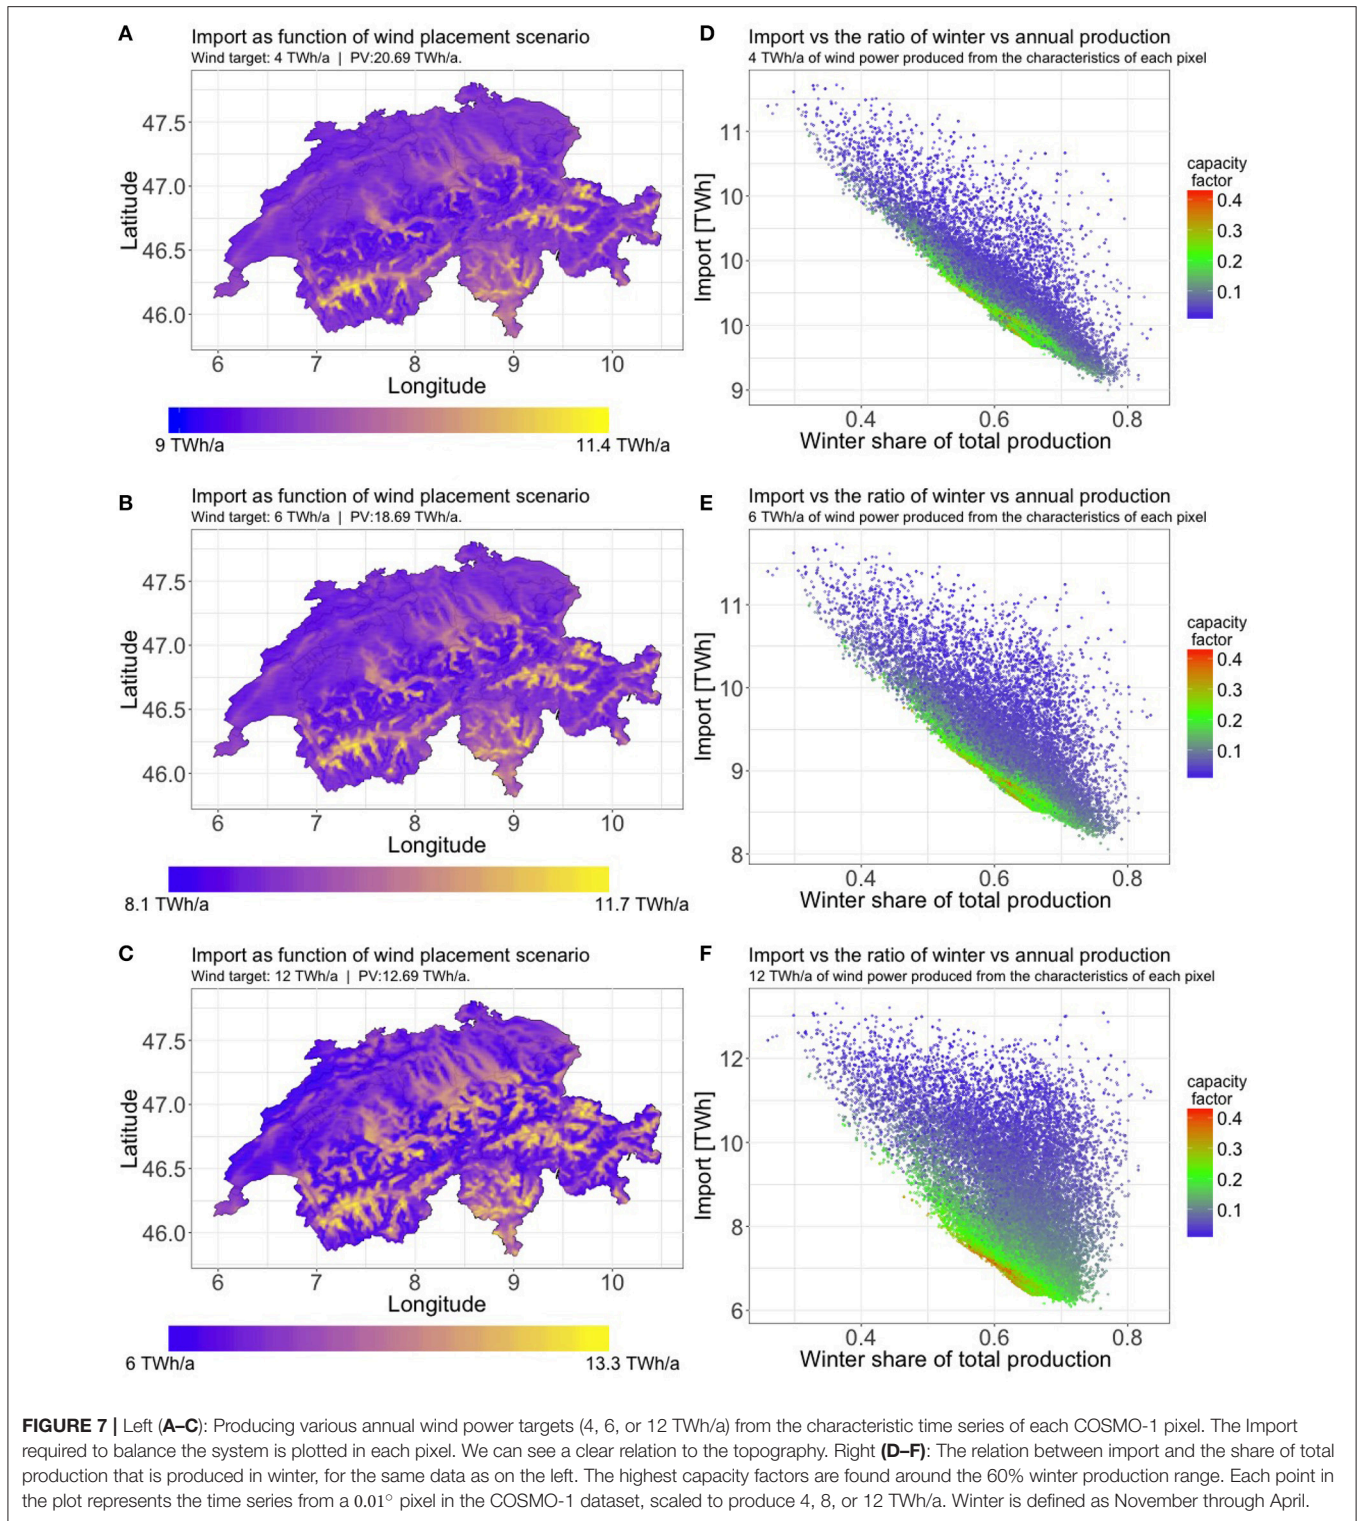 A
Import as function of wind placement scenario
Wind target: 4 TWh/a | PV:20.69 TWh/a.
47.5
47.0
46.5
46.0
Latitude
6 7 8 9 10
Longitude
9 TWh/a 11.4 TWh/a
D
Import vs the ratio of winter vs annual production
4 TWh/a of wind power produced from the characteristics of each pixel
11
10
10
10
9
Import [TWh]
0.4 0.6 0.8
Winter share of total production
capacity
factor
0.4
0.3
0.2
0.1
B
Import as function of wind placement scenario
Wind target: 6 TWh/a | PV:18.69 TWh/a.
47.5
47.0
46.5
46.0
Latitude
6 7 8 9 10
Longitude
8.1 TWh/a 11.7 TWh/a
E
Import vs the ratio of winter vs annual production
6 TWh/a of wind power produced from the characteristics of each pixel
11
10
9
8
Import [TWh]
0.4 0.6 0.8
Winter share of total production
capacity
factor
0.4
0.3
0.2
0.1
C
Import as function of wind placement scenario
Wind target: 12 TWh/a | PV:12.69 TWh/a.
47.5
47.0
46.5
46.0
Latitude
6 7 8 9 10
Longitude
6 TWh/a 13.3 TWh/a
F
Import vs the ratio of winter vs annual production
12 TWh/a of wind power produced from the characteristics of each pixel
12
10
8
6
Import [TWh]
0.4 0.6 0.8
Winter share of total production
capacity
factor
0.4
0.3
0.2
0.1
FIGURE 7 | Left (A–C): Producing various annual wind power targets (4, 6, or 12 TWh/a) from the characteristic time series of each COSMO-1 pixel. The Import
required to balance the system is plotted in each pixel. We can see a clear relation to the topography. Right (D–F): The relation between import and the share of total
production that is produced in winter, for the same data as on the left. The highest capacity factors are found around the 60% winter production range. Each point in
the plot represents the time series from a 0.01° pixel in the COSMO-1 dataset, scaled to produce 4, 8, or 12 TWh/a. Winter is defined as November through April.